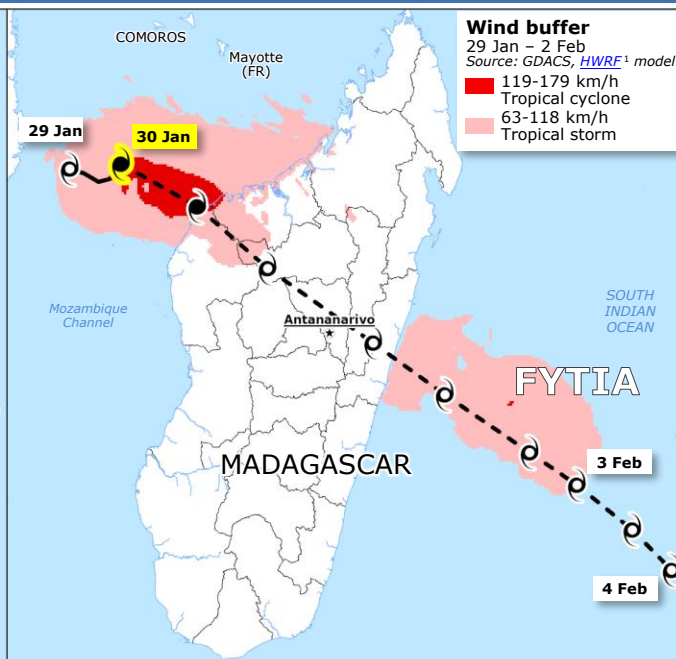 COMOROS
Mayotte
(FR)
Wind buffer
29 Jan – 2 Feb
Source: GDACS, HWRF¹ model
119-179 km/h
Tropical cyclone
63-118 km/h
Tropical storm
29 Jan
30 Jan
Mozambique
Channel
Antananarivo
SOUTH
INDIAN
OCEAN
FYTIA
MADAGASCAR
3 Feb
4 Feb